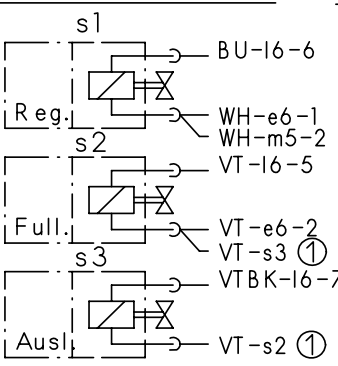 s1
BU-16-6
Reg.
WH-e6-1
WH-m5-2
s2
VT-16-5
Full.
VT-e6-2
VT-s3 ①
s3
VTBK-16-7
Ausl.
VT-s2 ①